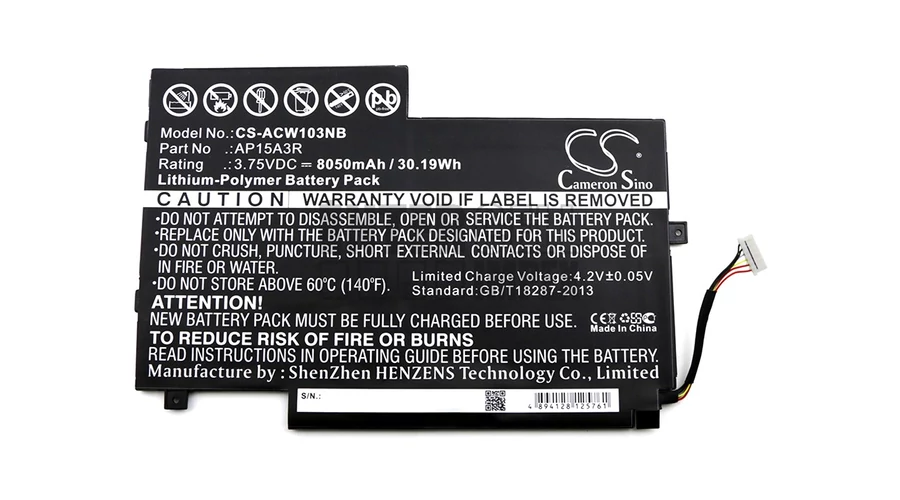 Pb
Model No.:CS-ACW103NB
Part No .:AP15A3R
Rating .:3.75VDC ⎓ 8050mAh / 30.19Wh
Lithium-Polymer Battery Pack
CS
Cameron Sino
CAUTION WARRANTY VOID IF LABEL IS REMOVED
•DO NOT ATTEMPT TO DISASSEMBLE, OPEN OR SERVICE THE BATTERY PACK.
•REPLACE ONLY WITH THE BATTERY PACK DESIGNATED FOR THIS PRODUCT.
•DO NOT CRUSH, PUNCTURE, SHORT EXTERNAL CONTACTS OR DISPOSE OF
IN FIRE OR WATER.
•DO NOT STORE ABOVE 60℃ (140℉).
Limited Charge Voltage:4.2V±0.05V
Standard:GB/T18287-2013
ATTENTION!
NEW BATTERY PACK MUST BE FULLY CHARGED BEFORE USE.
CE
Made In China
TO REDUCE RISK OF FIRE OR BURNS
READ INSTRUCTIONS IN OPERATING GUIDE BEFORE USING THE BATTERY PACK.
Manufacture by: ShenZhen HENZENS Technology Co., Limited
S/N.:
4 894128 125761